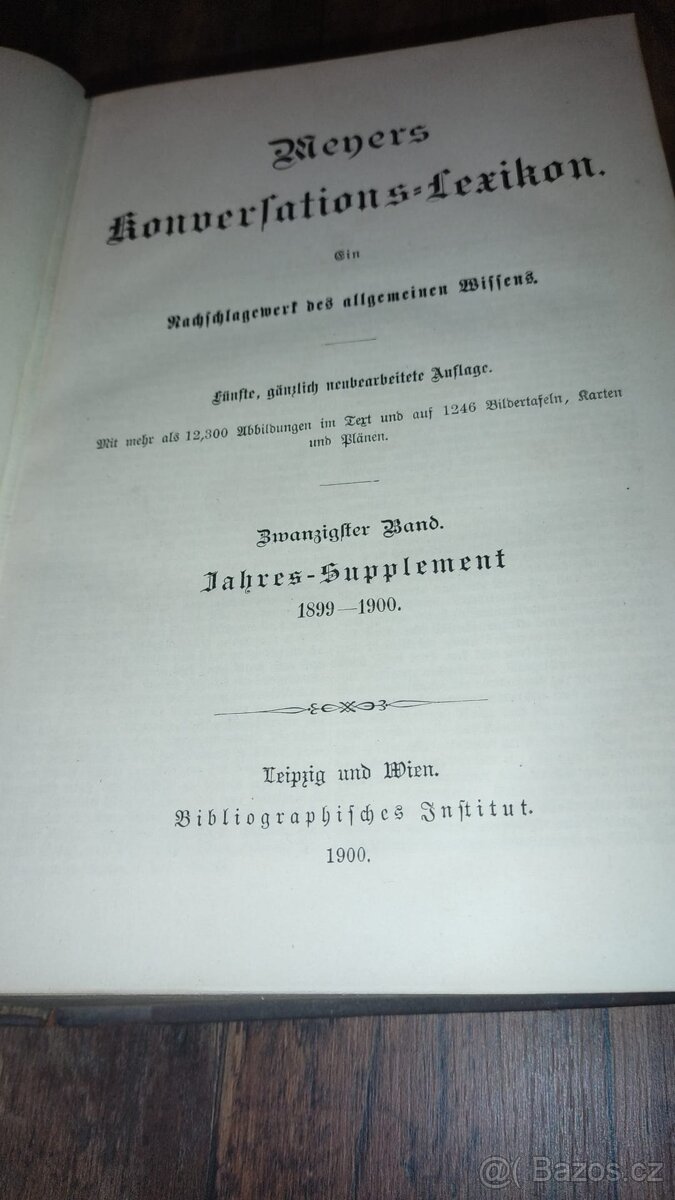 Meyers
Konverſations-Lexikon.
Ein
Nachſchlagewerk des allgemeinen Wiſſens.
Fünfte, gänzlich neubearbeitete Auflage.
Mit mehr als 12,300 Abbildungen im Text und auf 1246 Bildertafeln, Karten
und Plänen.
Zwanzigſter Band.
Jahres-Supplement
1899—1900.
Leipzig und Wien.
Bibliographiſches Inſtitut.
1900.
@( Bazos.cz